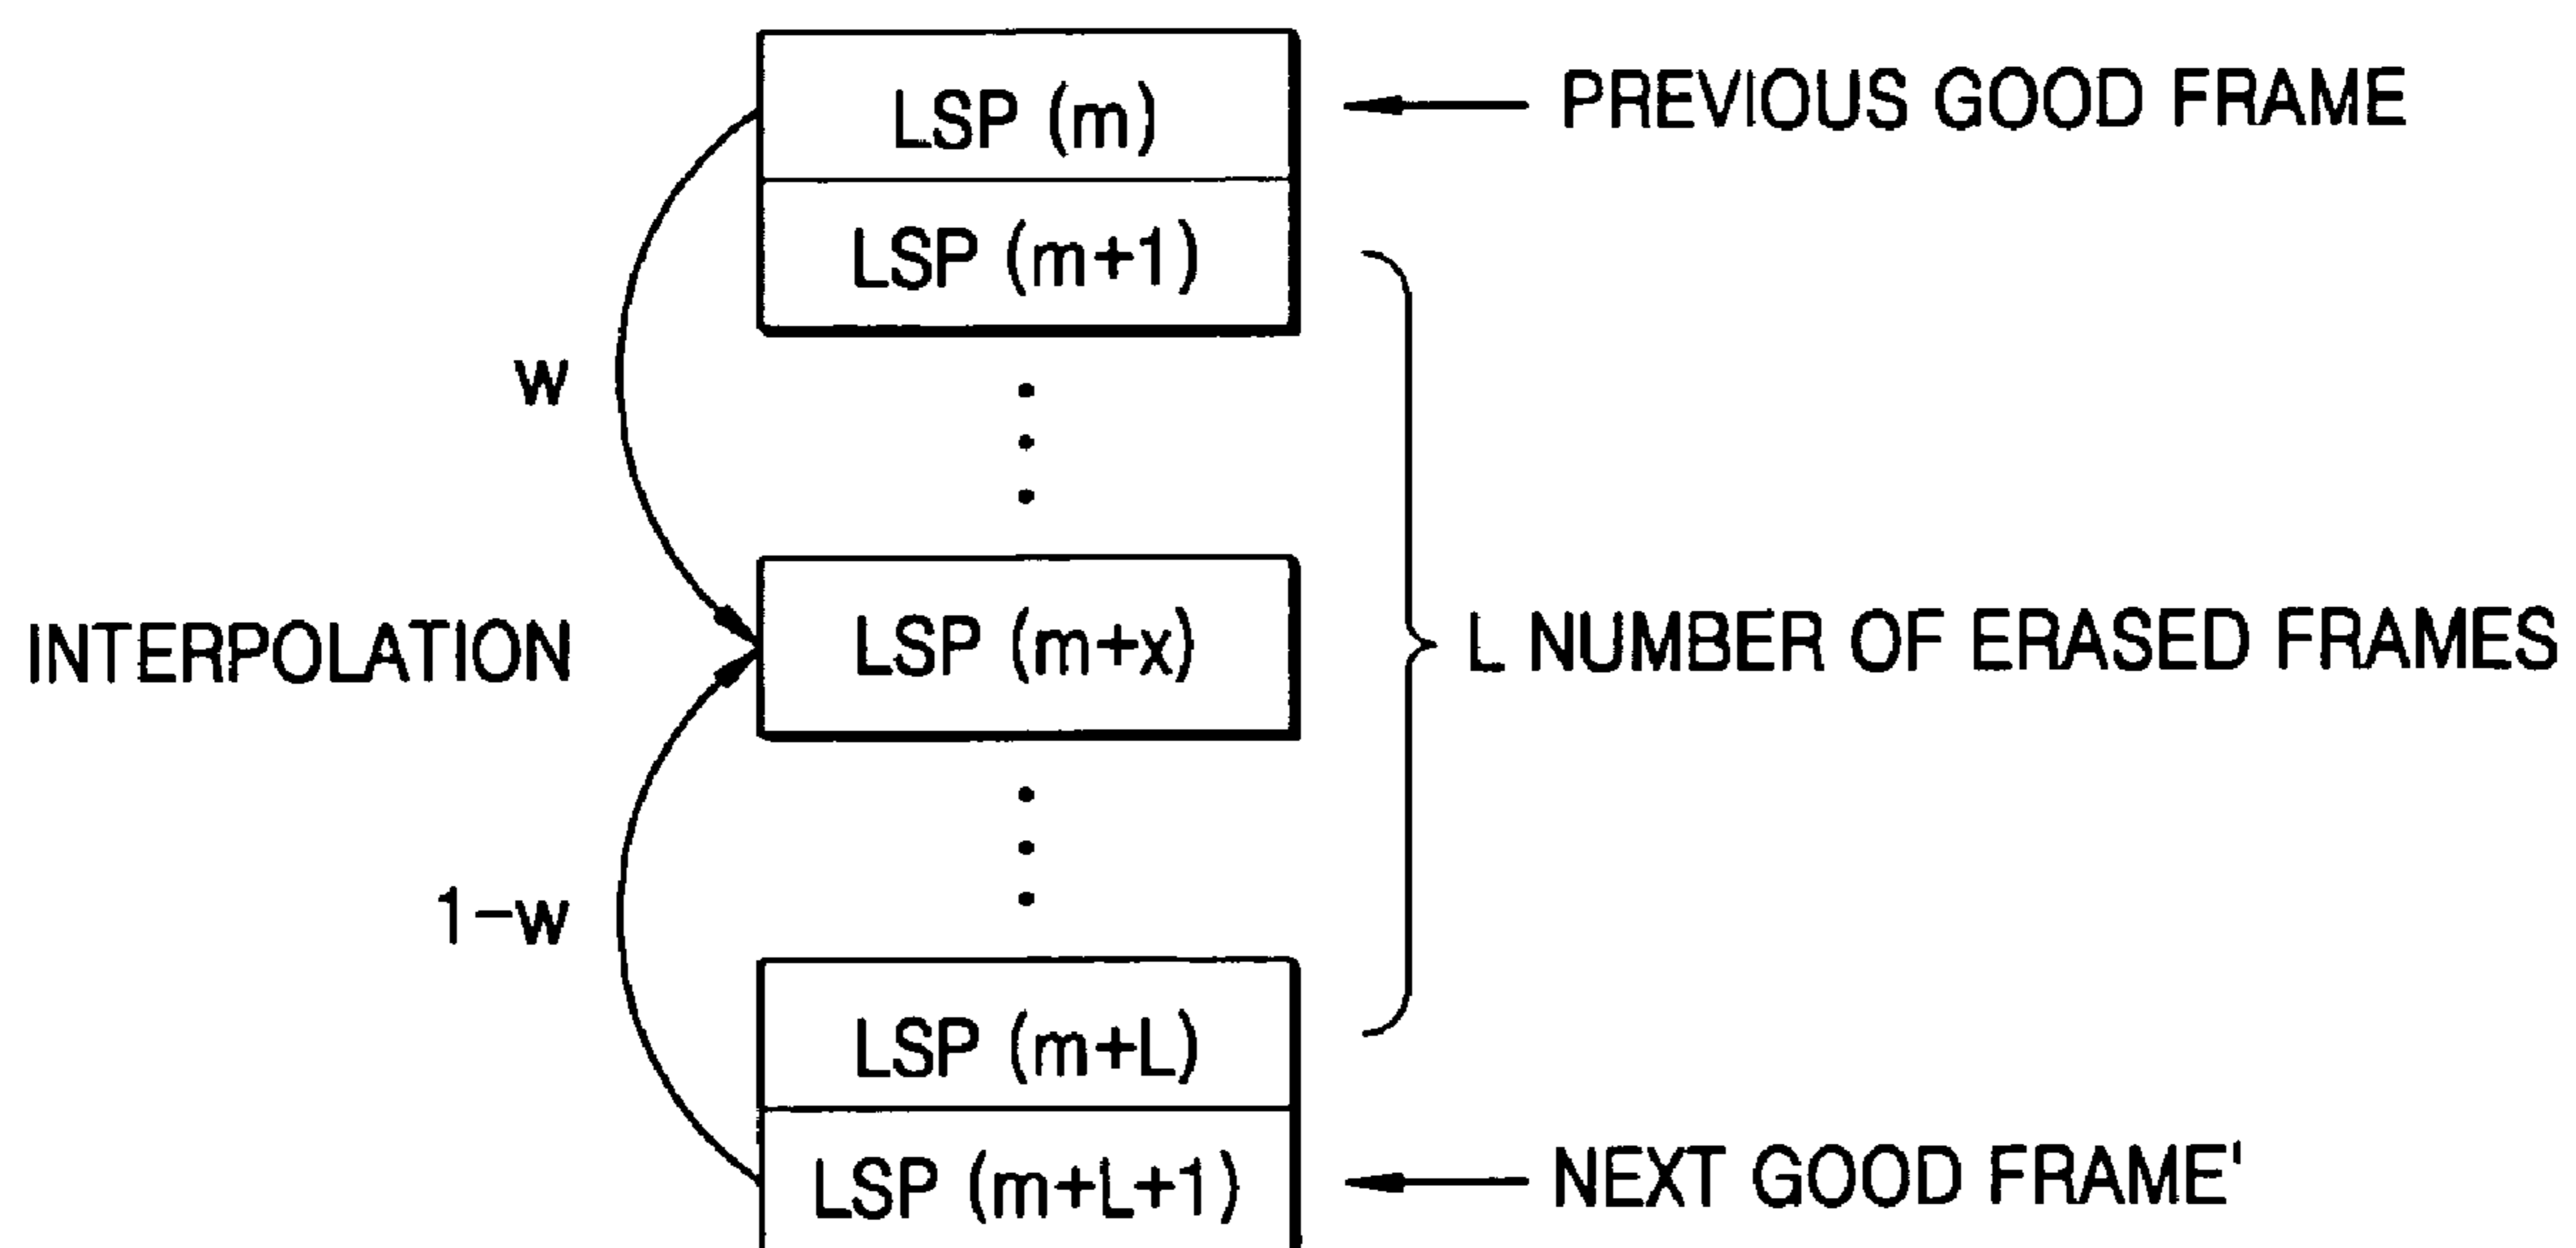 LSP (m)
PREVIOUS GOOD FRAME
LSP (m+1)
w
INTERPOLATION
LSP (m+x)
L NUMBER OF ERASED FRAMES
1-w
LSP (m+L)
LSP (m+L+1)
NEXT GOOD FRAME'